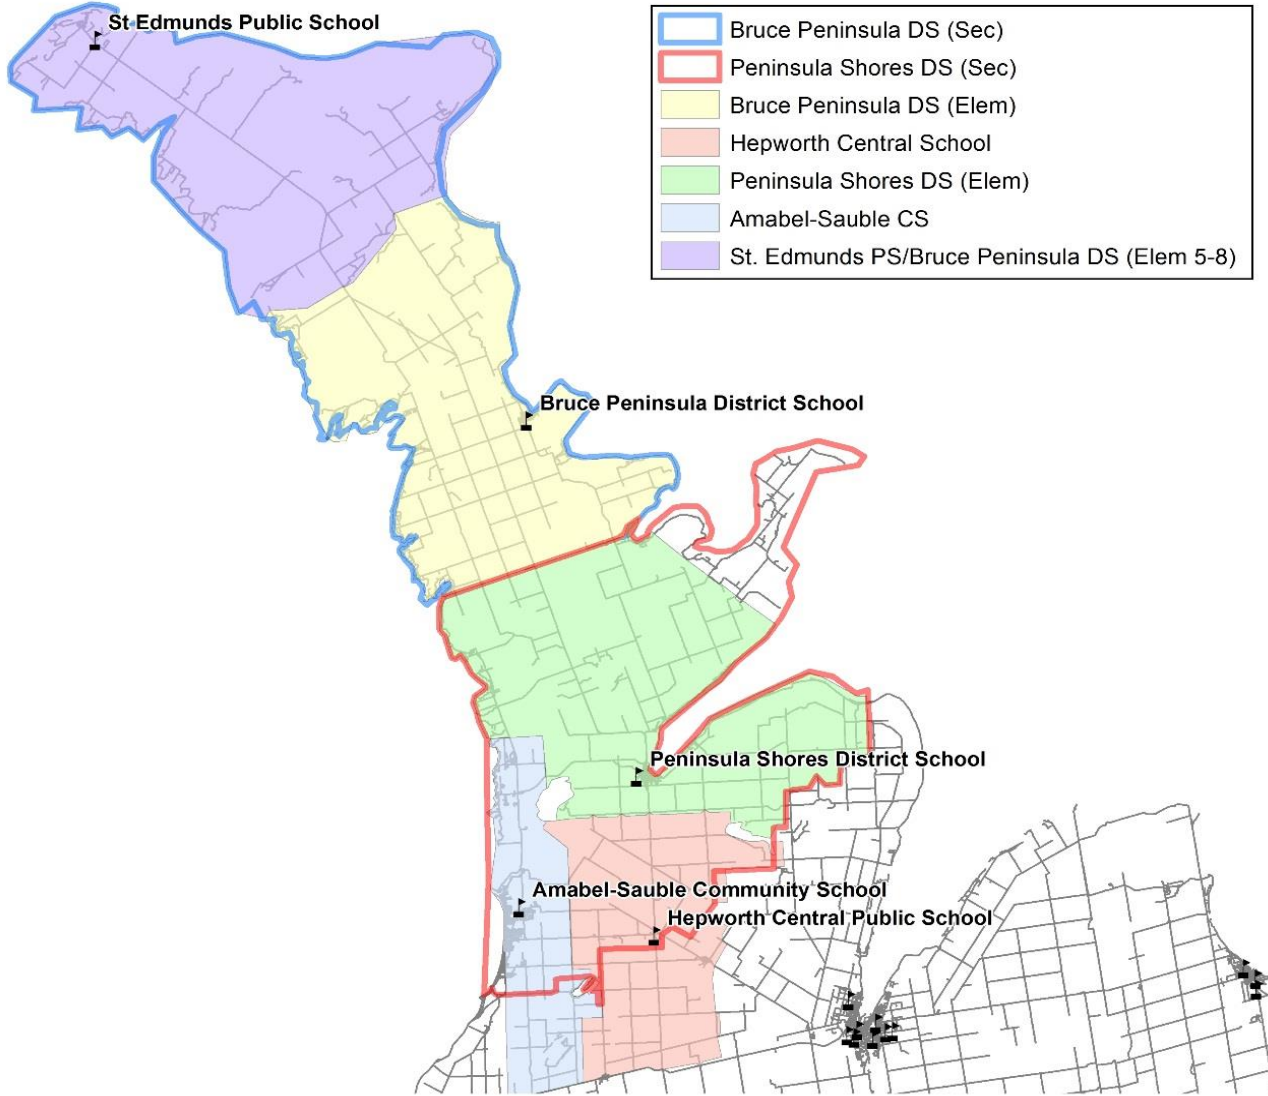 St Edmunds Public School
Bruce Peninsula DS (Sec)
Peninsula Shores DS (Sec)
Bruce Peninsula DS (Elem)
Hepworth Central School
Peninsula Shores DS (Elem)
Amabel-Sauble CS
St. Edmunds PS/Bruce Peninsula DS (Elem 5-8)
Bruce Peninsula District School
Peninsula Shores District School
Amabel-Sauble Community School
Hepworth Central Public School